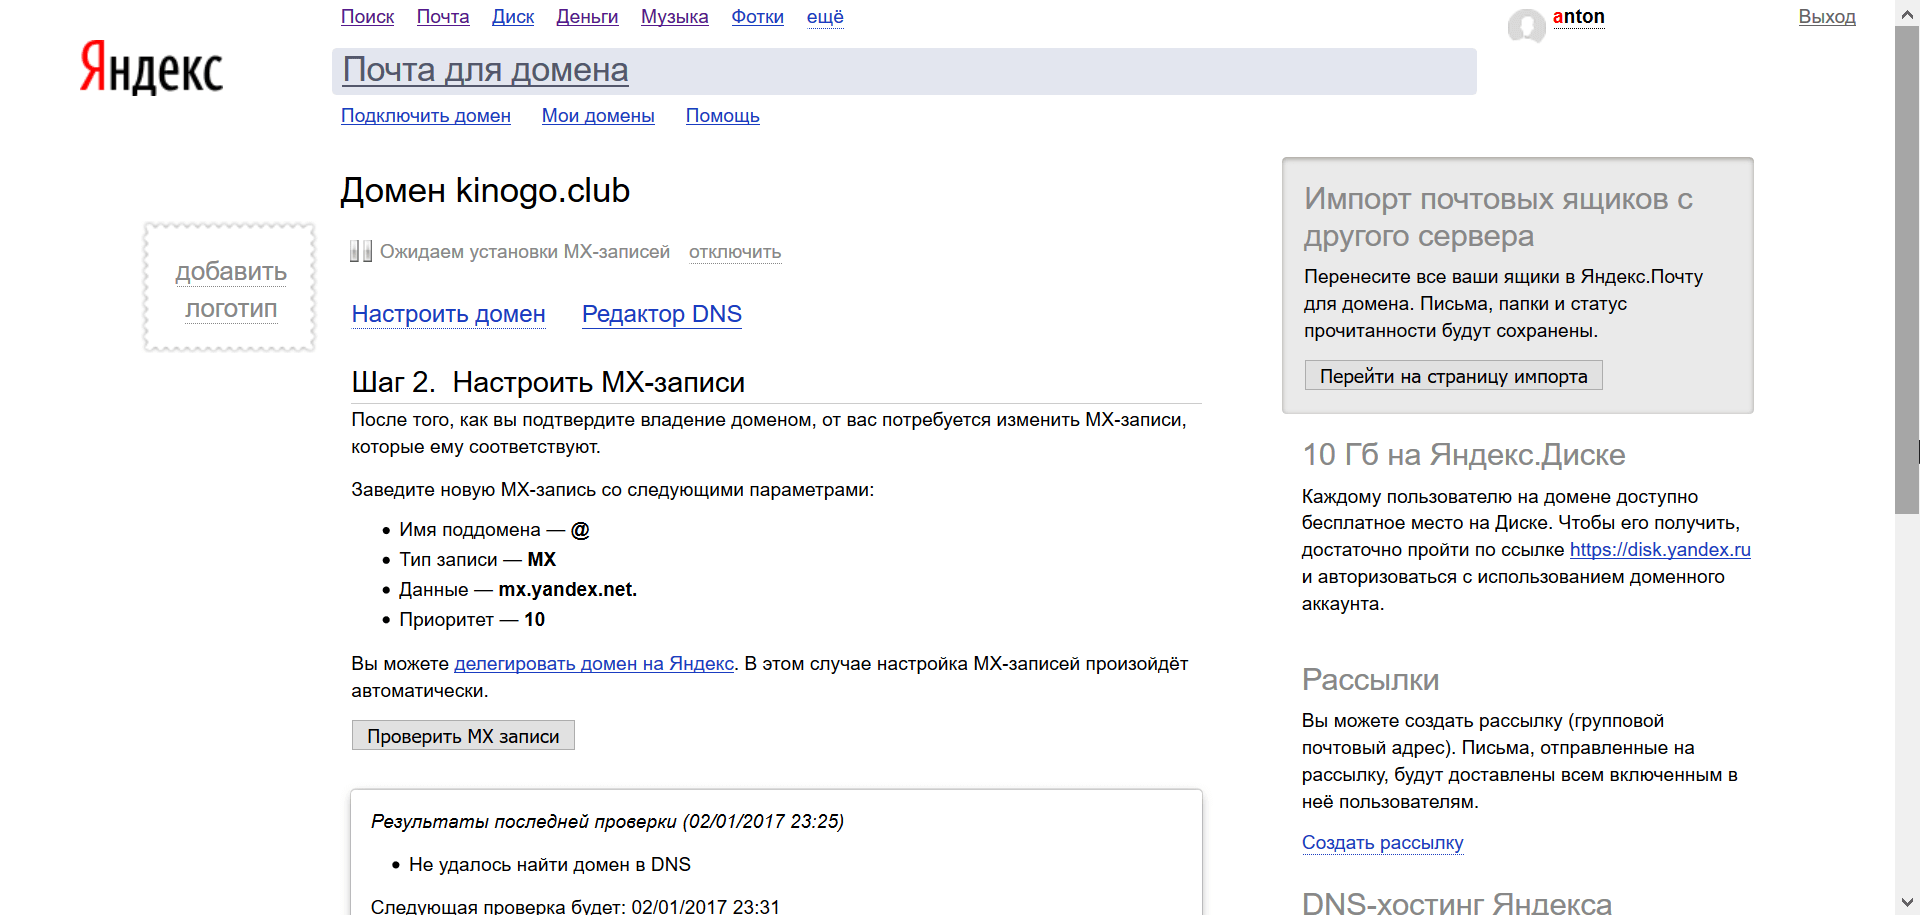 Поиск Почта Диск Деньги Музыка Фотки ещё
anton
Выход
Яндекс
Почта для домена
Подключить домен Мои домены Помощь
Домен kinogo.club
Ожидаем установки MX-записей отключить
добавить
логотип
Настроить домен Редактор DNS
Шаг 2. Настроить MX-записи
После того, как вы подтвердите владение доменом, от вас потребуется изменить MX-записи,
которые ему соответствуют.
Заведите новую MX-запись со следующими параметрами:
• Имя поддомена — @
• Тип записи — MX
• Данные — mx.yandex.net.
• Приоритет — 10
Вы можете делегировать домен на Яндекс. В этом случае настройка MX-записей произойдёт
автоматически.
Проверить MX записи
Результаты последней проверки (02/01/2017 23:25)
• Не удалось найти домен в DNS
Следующая проверка будет: 02/01/2017 23:31
Импорт почтовых ящиков с
другого сервера
Перенесите все ваши ящики в Яндекс.Почту
для домена. Письма, папки и статус
прочитанности будут сохранены.
Перейти на страницу импорта
10 Гб на Яндекс.Диске
Каждому пользователю на домене доступно
бесплатное место на Диске. Чтобы его получить,
достаточно пройти по ссылке https://disk.yandex.ru
и авторизоваться с использованием доменного
аккаунта.
Рассылки
Вы можете создать рассылку (групповой
почтовый адрес). Письма, отправленные на
рассылку, будут доставлены всем включенным в
неё пользователям.
Создать рассылку
DNS-хостинг Яндекса